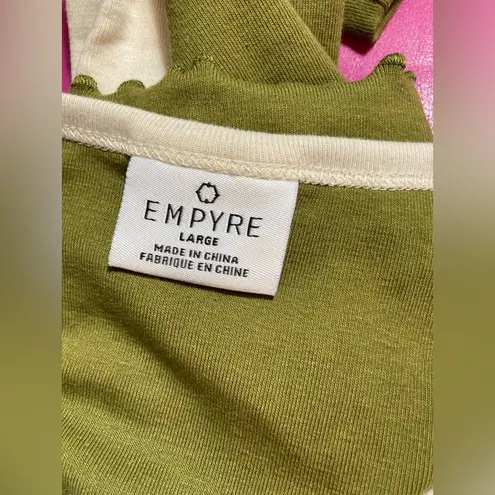 EMPYRE
LARGE
MADE IN CHINA
FABRIQUE EN CHINE